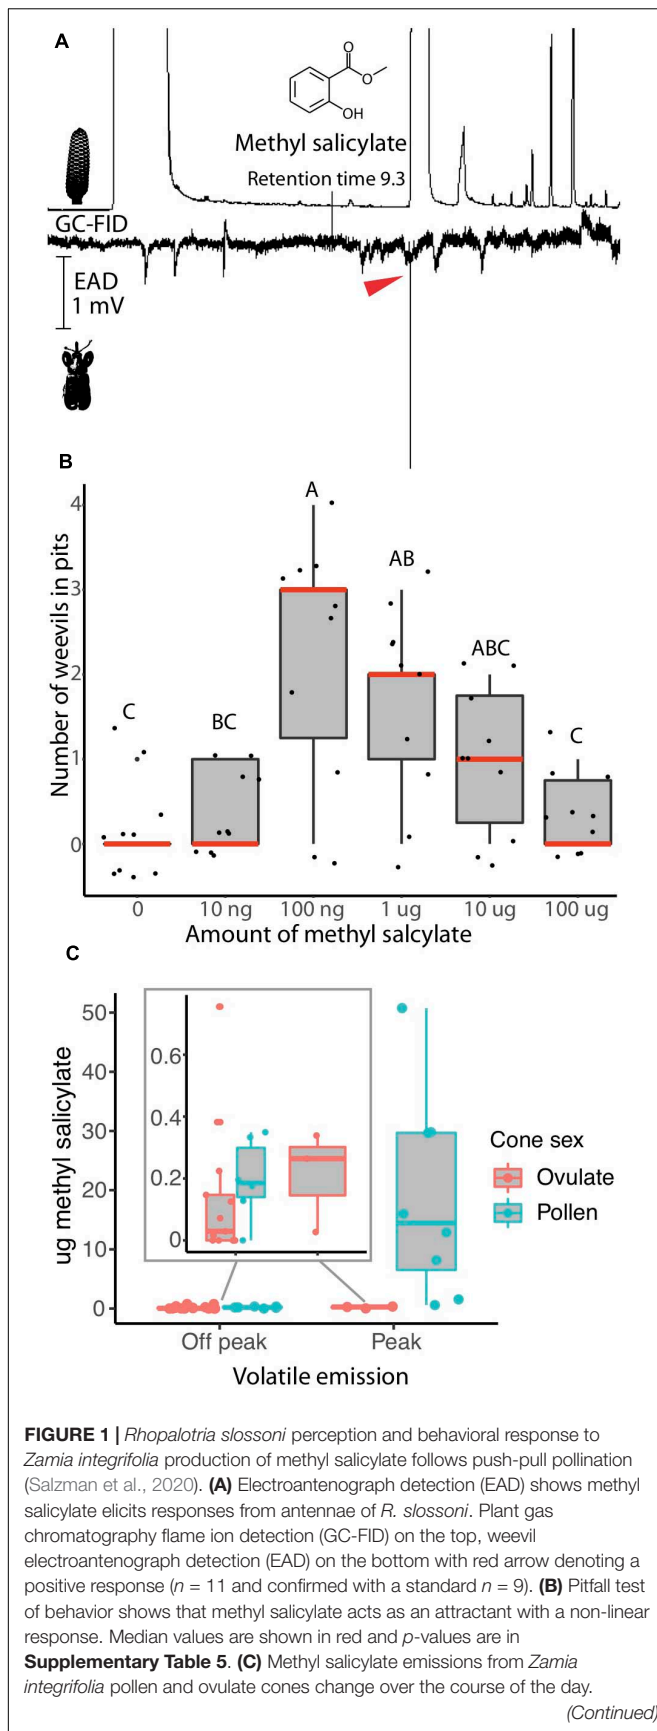 A
O
O
OH
Methyl salicylate
Retention time 9.3
GC-FID
EAD
1 mV
B
Number of weevils in pits
4
3
2
1
0
A
AB
ABC
C
BC
C
0 10 ng 100 ng 1 ug 10 ug 100 ug
Amount of methyl salcylate
C
ug methyl salicylate
50
40
30
20
10
0
0.6
0.4
0.2
0
Cone sex
Ovulate
Pollen
Off peak Peak
Volatile emission
FIGURE 1 | Rhopalotria slossoni perception and behavioral response to
Zamia integrifolia production of methyl salicylate follows push-pull pollination
(Salzman et al., 2020). (A) Electroantenograph detection (EAD) shows methyl
salicylate elicits responses from antennae of R. slossoni. Plant gas
chromatography flame ion detection (GC-FID) on the top, weevil
electroantenograph detection (EAD) on the bottom with red arrow denoting a
positive response (n = 11 and confirmed with a standard n = 9). (B) Pitfall test
of behavior shows that methyl salicylate acts as an attractant with a non-linear
response. Median values are shown in red and p-values are in
Supplementary Table 5. (C) Methyl salicylate emissions from Zamia
integrifolia pollen and ovulate cones change over the course of the day.
(Continued)